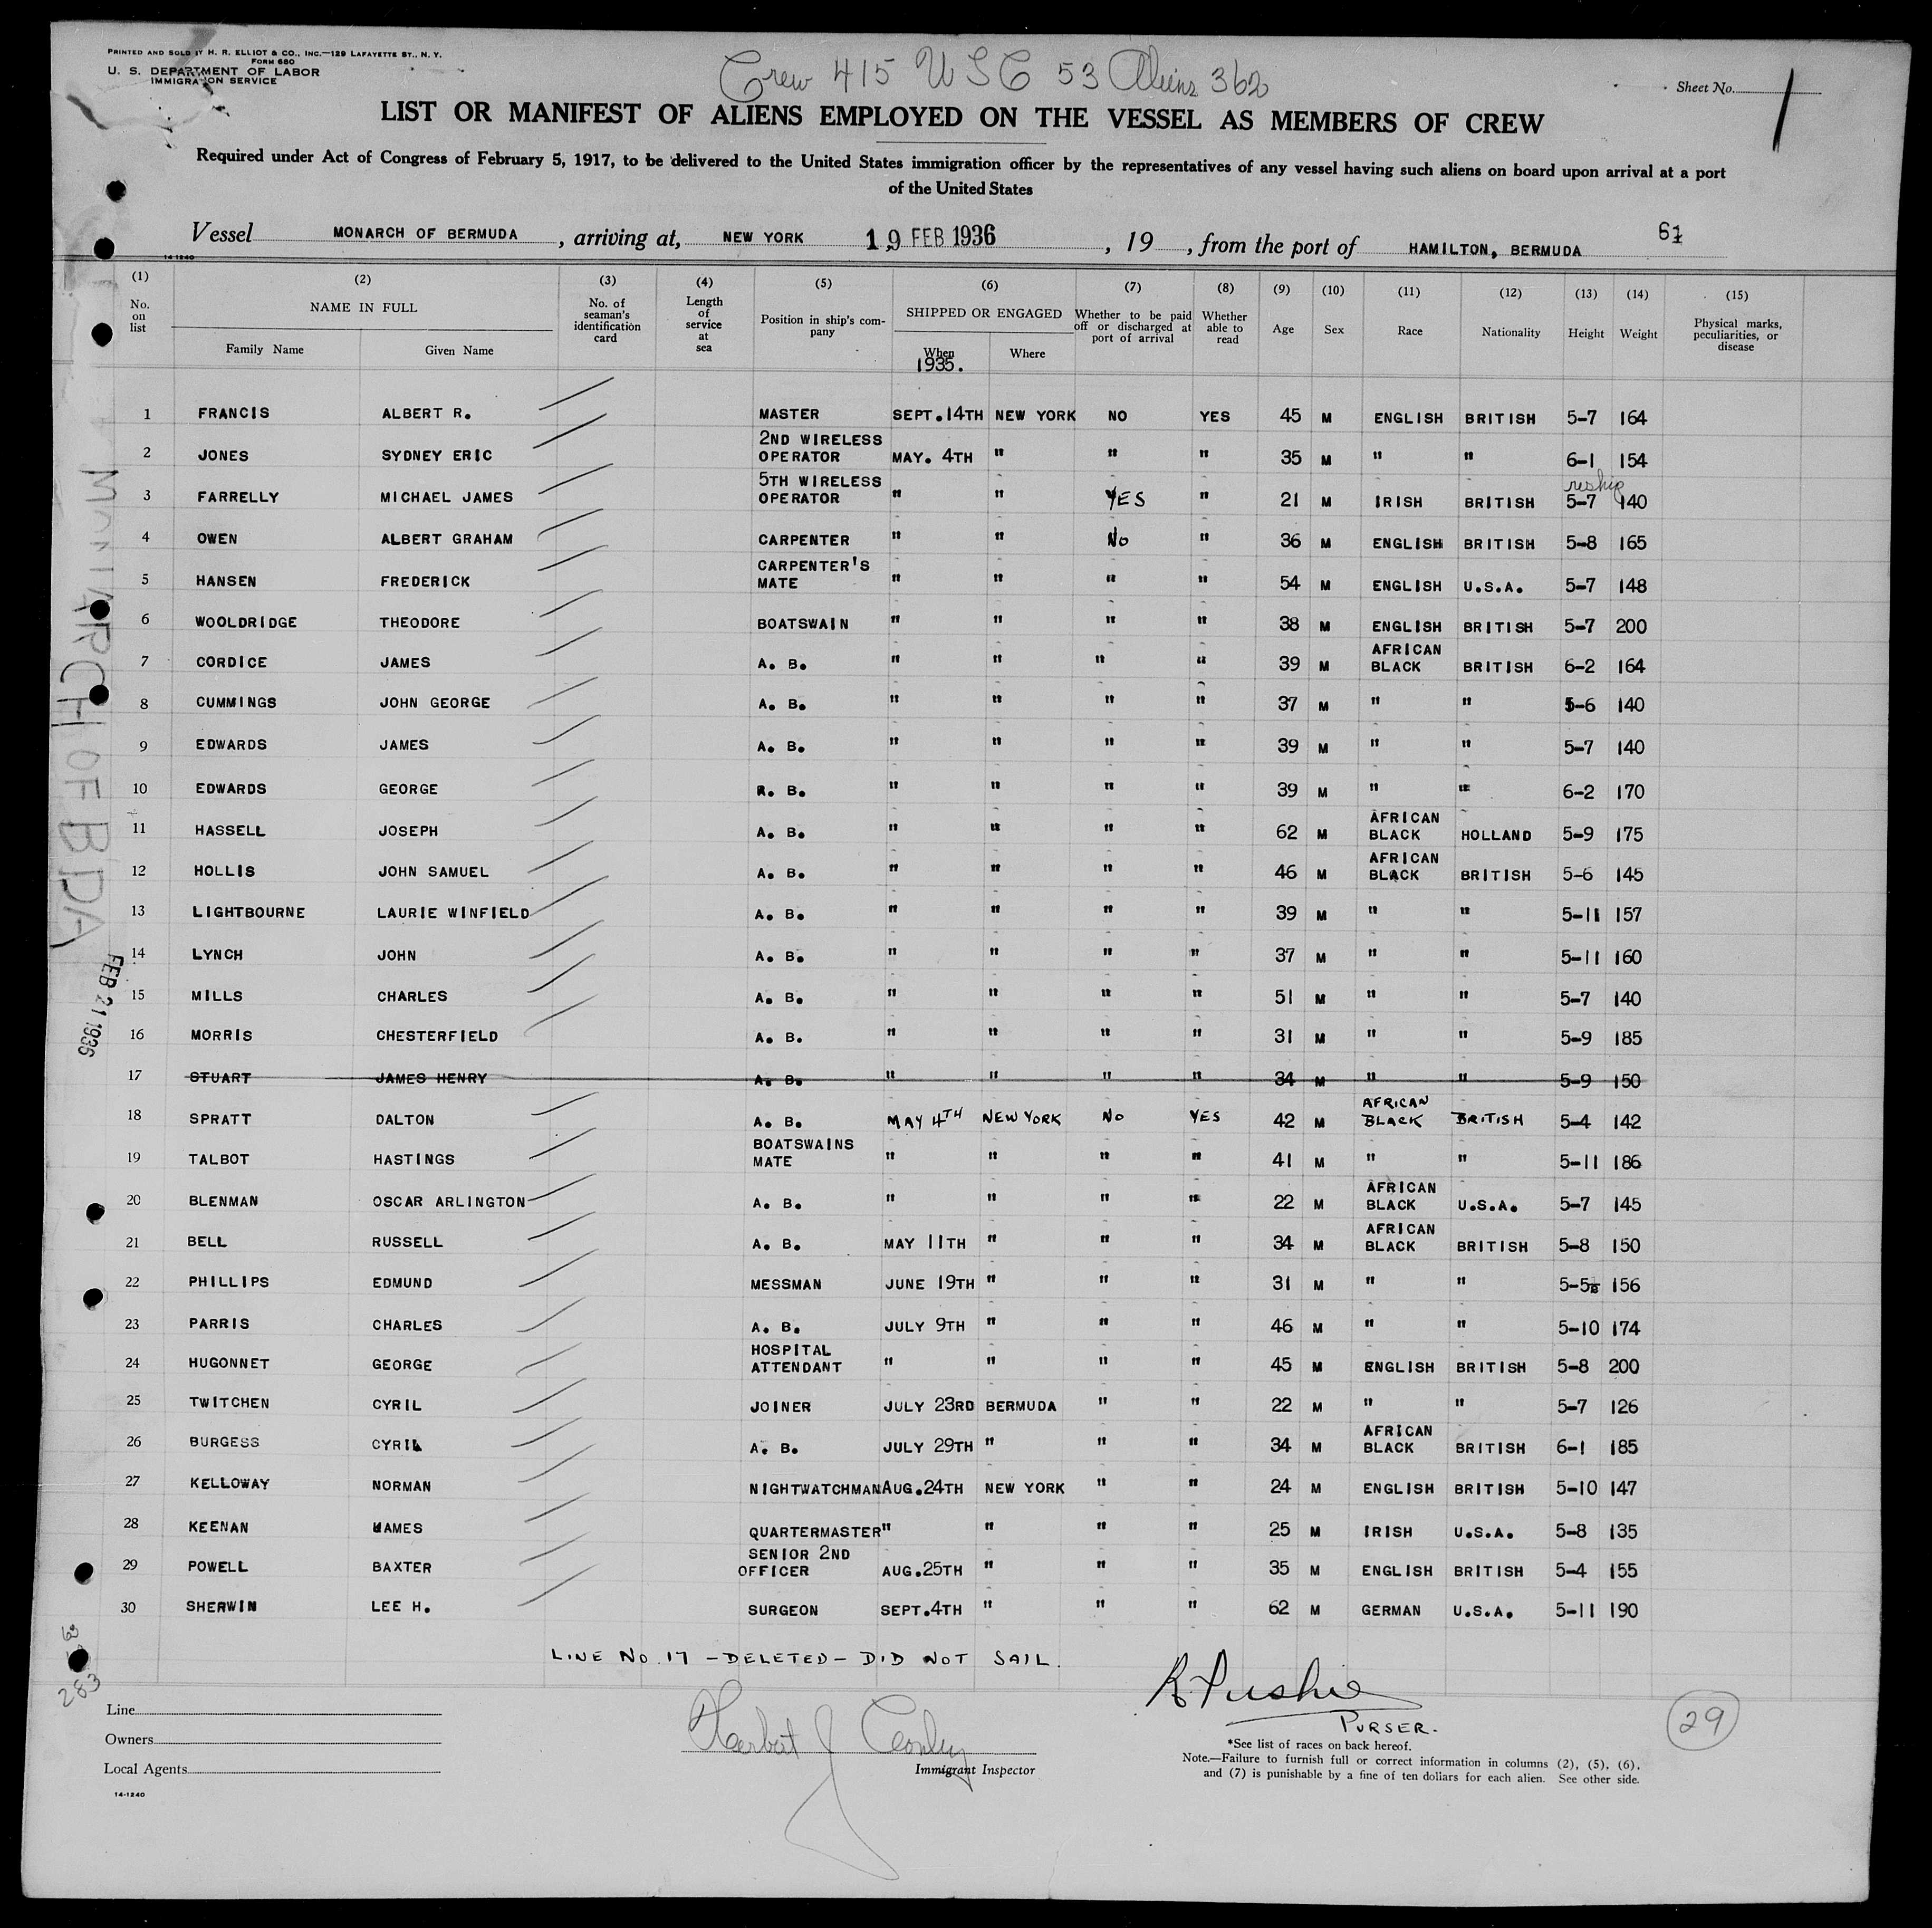 PRINTED AND SOLD BY H. R. ELLIOT & CO., INC.—129 LAFAYETTE ST., N. Y.
FORM 680
U. S. DEPARTMENT OF LABOR
IMMIGRATION SERVICE
Crew 415 USC 53 Aliens 362
Sheet No. 1
LIST OR MANIFEST OF ALIENS EMPLOYED ON THE VESSEL AS MEMBERS OF CREW
Required under Act of Congress of February 5, 1917, to be delivered to the United States immigration officer by the representatives of any vessel having such aliens on board upon arrival at a port
of the United States
Vessel MONARCH OF BERMUDA, arriving at, NEW YORK 19 FEB 1936, 19, from the port of HAMILTON, BERMUDA
14-1240
(1) (2) (3) (4) (5) (6) (7) (8) (9) (10) (11) (12) (13) (14) (15)
No. on list NAME IN FULL Family Name Given Name No. of seaman's identification card Length of service at sea Position in ship's company SHIPPED OR ENGAGED When 1935. Where Whether to be paid off or discharged at port of arrival Whether able to read Age Sex Race Nationality Height Weight Physical marks, peculiarities, or disease
1 FRANCIS ALBERT R. MASTER SEPT.14TH NEW YORK NO YES 45 M ENGLISH BRITISH 5-7 164
2 JONES SYDNEY ERIC 2ND WIRELESS OPERATOR MAY. 4TH " " " 35 M " " 6-1 154
3 FARRELLY MICHAEL JAMES 5TH WIRELESS OPERATOR " " YES " 21 M IRISH BRITISH 5-7 140 reship
4 OWEN ALBERT GRAHAM CARPENTER " " No " 36 M ENGLISH BRITISH 5-8 165
5 HANSEN FREDERICK CARPENTER'S MATE " " " " 54 M ENGLISH U.S.A. 5-7 148
6 WOOLDRIDGE THEODORE BOATSWAIN " " " " 38 M ENGLISH BRITISH 5-7 200
7 CORDICE JAMES A. B. " " " " 39 M AFRICAN BLACK BRITISH 6-2 164
8 CUMMINGS JOHN GEORGE A. B. " " " " 37 M " " 5-6 140
9 EDWARDS JAMES A. B. " " " " 39 M " " 5-7 140
10 EDWARDS GEORGE A. B. " " " " 39 M " " 6-2 170
11 HASSELL JOSEPH A. B. " " " " 62 M AFRICAN BLACK HOLLAND 5-9 175
12 HOLLIS JOHN SAMUEL A. B. " " " " 46 M AFRICAN BLACK BRITISH 5-6 145
13 LIGHTBOURNE LAURIE WINFIELD A. B. " " " " 39 M " " 5-11 157
14 LYNCH JOHN A. B. " " " " 37 M " " 5-11 160
15 MILLS CHARLES A. B. " " " " 51 M " " 5-7 140
16 MORRIS CHESTERFIELD A. B. " " " " 31 M " " 5-9 185
17 STUART JAMES HENRY A. B. " " " " 34 M " " 5-9 150
18 SPRATT DALTON A. B. MAY 4TH NEW YORK No YES 42 M AFRICAN BLACK BRITISH 5-4 142
19 TALBOT HASTINGS BOATSWAINS MATE " " " " 41 M " " 5-11 186
20 BLENMAN OSCAR ARLINGTON A. B. " " " " 22 M AFRICAN BLACK U.S.A. 5-7 145
21 BELL RUSSELL A. B. MAY 11TH " " " 34 M AFRICAN BLACK BRITISH 5-8 150
22 PHILLIPS EDMUND MESSMAN JUNE 19TH " " " 31 M " " 5-5 156
23 PARRIS CHARLES A. B. JULY 9TH " " " 46 M " " 5-10 174
24 HUGONNET GEORGE HOSPITAL ATTENDANT " " " " 45 M ENGLISH BRITISH 5-8 200
25 TWITCHEN CYRIL JOINER JULY 23RD BERMUDA " " 22 M " " 5-7 126
26 BURGESS CYRIL A. B. JULY 29TH " " " 34 M AFRICAN BLACK BRITISH 6-1 185
27 KELLOWAY NORMAN NIGHTWATCHMAN AUG.24TH NEW YORK " " 24 M ENGLISH BRITISH 5-10 147
28 KEENAN JAMES QUARTERMASTER " " " " 25 M IRISH U.S.A. 5-8 135
29 POWELL BAXTER SENIOR 2ND OFFICER AUG.25TH " " " 35 M ENGLISH BRITISH 5-4 155
30 SHERWIN LEE H. SURGEON SEPT.4TH " " " 62 M GERMAN U.S.A. 5-11 190
LINE No. 17 - DELETED - DID NOT SAIL.
MONARCH OF BDA
FEB 21 1936
283
Line
Owners
Local Agents
14-1240
Herbert J
Immigrant Inspector
PURSER.
29
*See list of races on back hereof.
Note.—Failure to furnish full or correct information in columns (2), (5), (6),
and (7) is punishable by a fine of ten dollars for each alien. See other side.